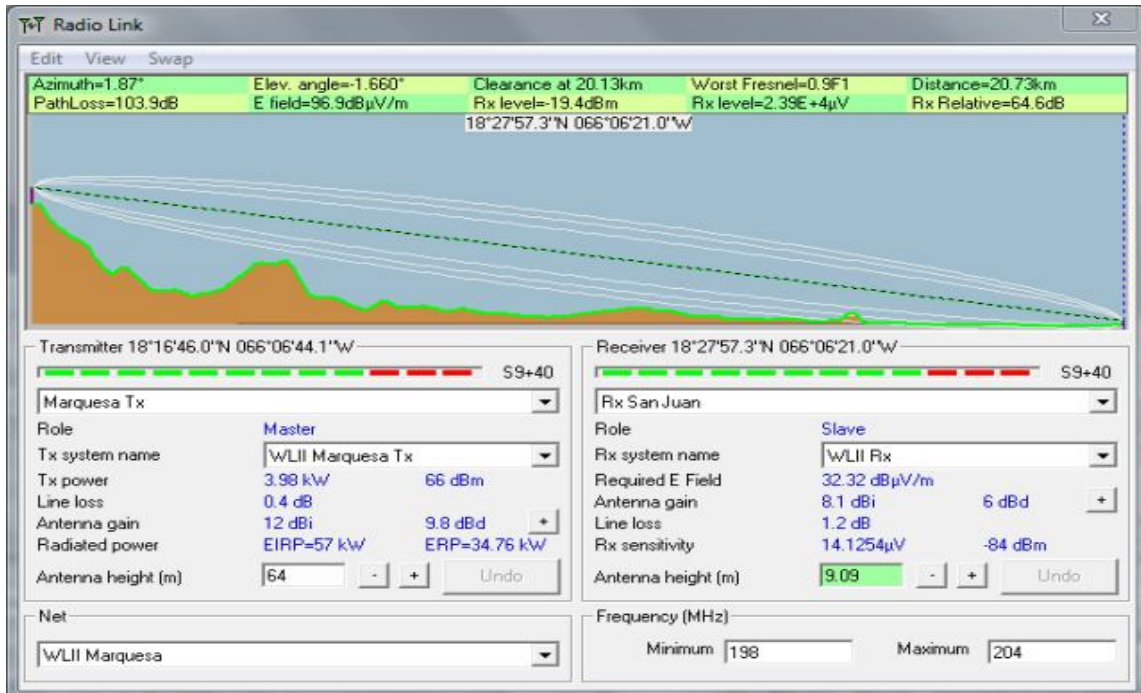 Radio Link
Edit View Swap
Azimuth=1.87° Elev. angle=-1.660° Clearance at 20.13km Worst Fresnel=0.9F1 Distance=20.73km
PathLoss=103.9dB E field=96.9dBµV/m Rx level=-19.4dBm Rx level=2.39E+4µV Rx Relative=64.6dB
18°27'57.3"N 066°06'21.0"W
Transmitter 18°16'46.0"N 066°06'44.1"W
S9+40
Marquesa Tx
Role Master
Tx system name WLII Marquesa Tx
Tx power 3.98 kW 66 dBm
Line loss 0.4 dB
Antenna gain 12 dBi 9.8 dBd +
Radiated power EIRP=57 kW ERP=34.76 kW
Antenna height (m) 64 - + Undo
Net
WLII Marquesa
Receiver 18°27'57.3"N 066°06'21.0"W
S9+40
Rx San Juan
Role Slave
Rx system name WLII Rx
Required E Field 32.32 dBµV/m
Antenna gain 8.1 dBi 6 dBd +
Line loss 1.2 dB
Rx sensitivity 14.1254µV -84 dBm
Antenna height (m) 9.09 - + Undo
Frequency (MHz)
Minimum 198 Maximum 204